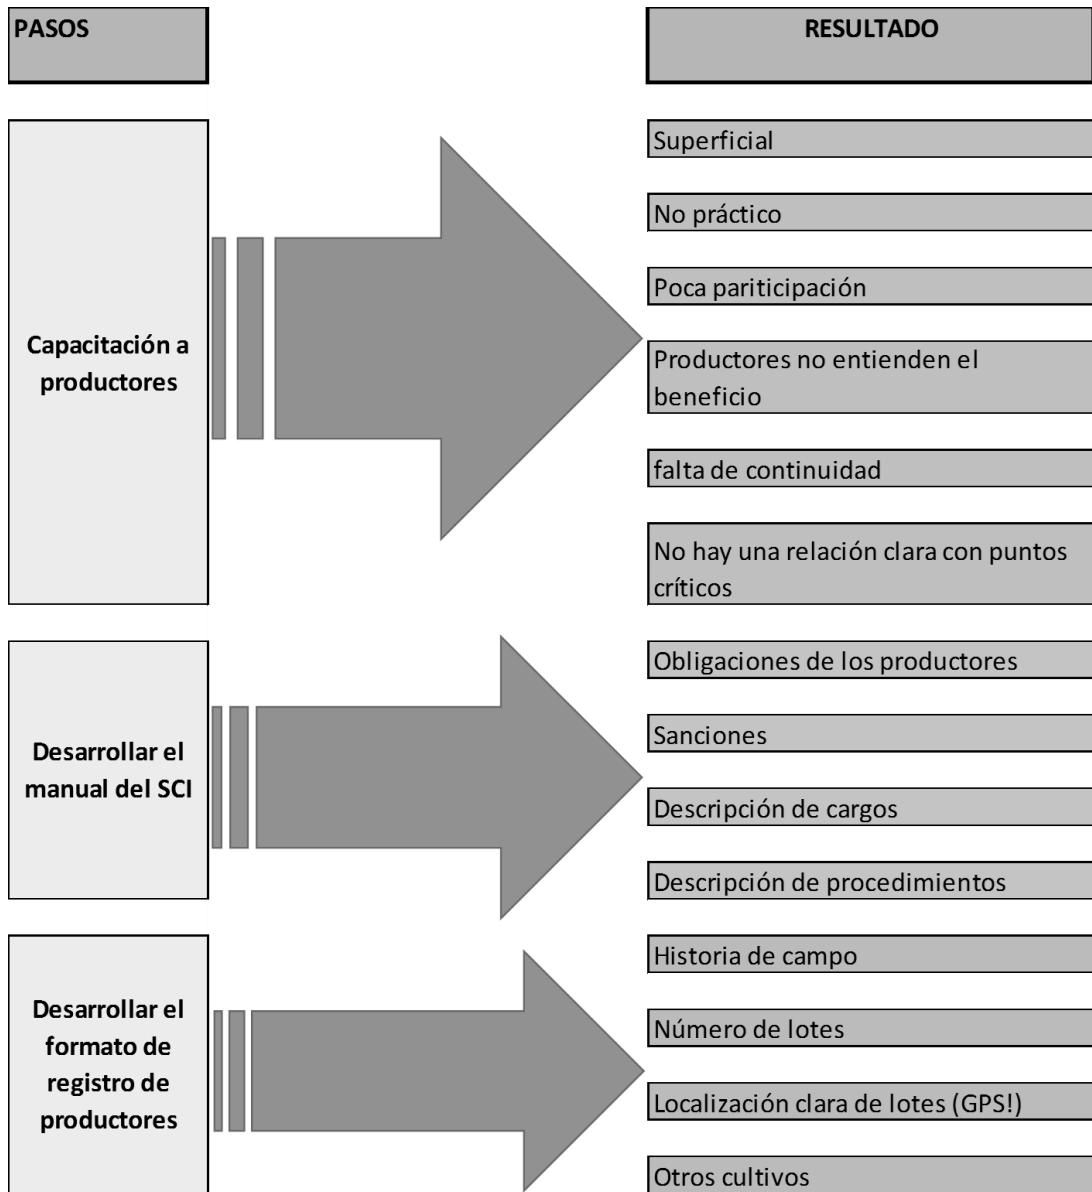 PASOS
RESULTADO
Capacitación a
productores
Superficial
No práctico
Poca pariticipación
Productores no entienden el
beneficio
falta de continuidad
No hay una relación clara con puntos
críticos
Desarrollar el
manual del SCI
Obligaciones de los productores
Sanciones
Descripción de cargos
Descripción de procedimientos
Desarrollar el
formato de
registro de
productores
Historia de campo
Número de lotes
Localización clara de lotes (GPS!)
Otros cultivos